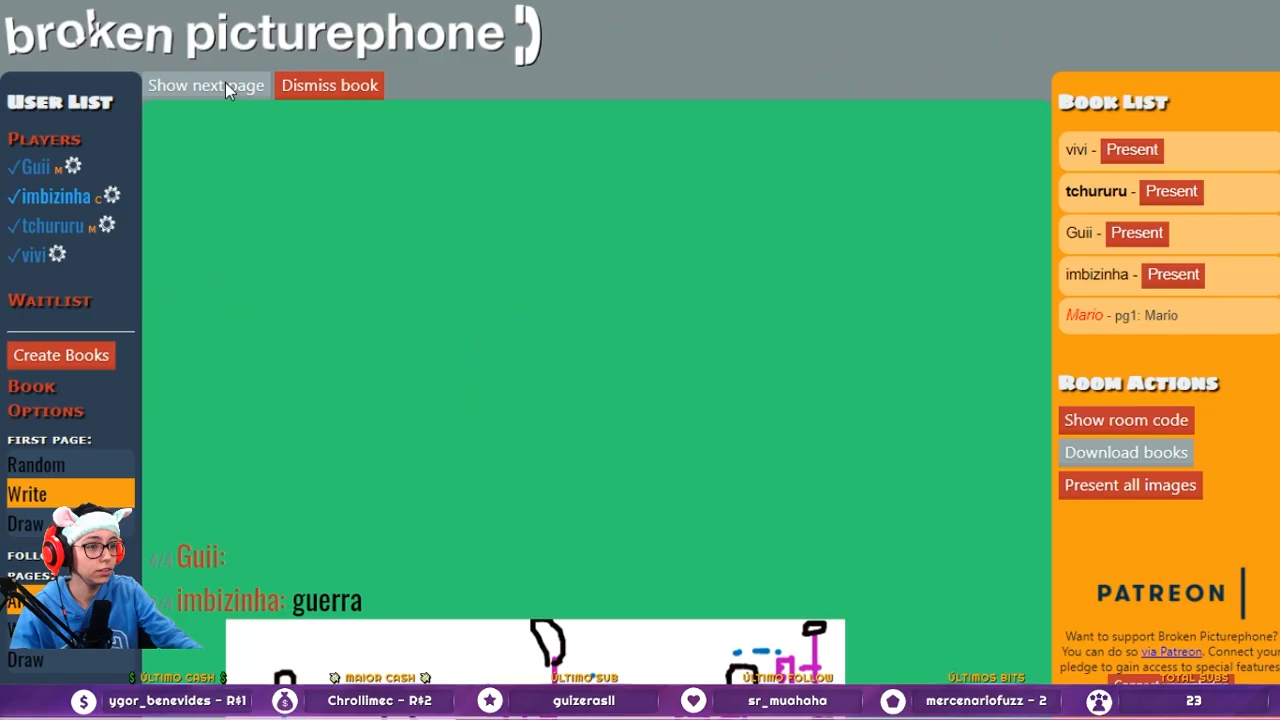 broken picturephone
Show next page
Dismiss book
USER LIST
PLAYERS
✓Guii M
✓imbizinha C
✓tchururu M
✓vivi
WAITLIST
Create Books
BOOK
OPTIONS
FIRST PAGE:
Random
Write
Draw
PAGES:
Draw
Guii:
imbizinha: guerra
BOOK LIST
vivi - Present
tchururu - Present
Guii - Present
imbizinha - Present
Mario - pg1: Mario
ROOM ACTIONS
Show room code
Download books
Present all images
PATREON
Want to support Broken Picturephone?
You can do so via Patreon. Connect your
pledge to gain access to special features
$ ÚLTIMO CASH $
MAIOR CASH
ÚLTIMO SUB
ÚLTIMO FOLLOW
ÚLTIMOS BITS
TOTAL SUBS
ygor_benevides - R$1
Chrollimec - R$2
guizerasll
sr_muahaha
mercenariofuzz - 2
23